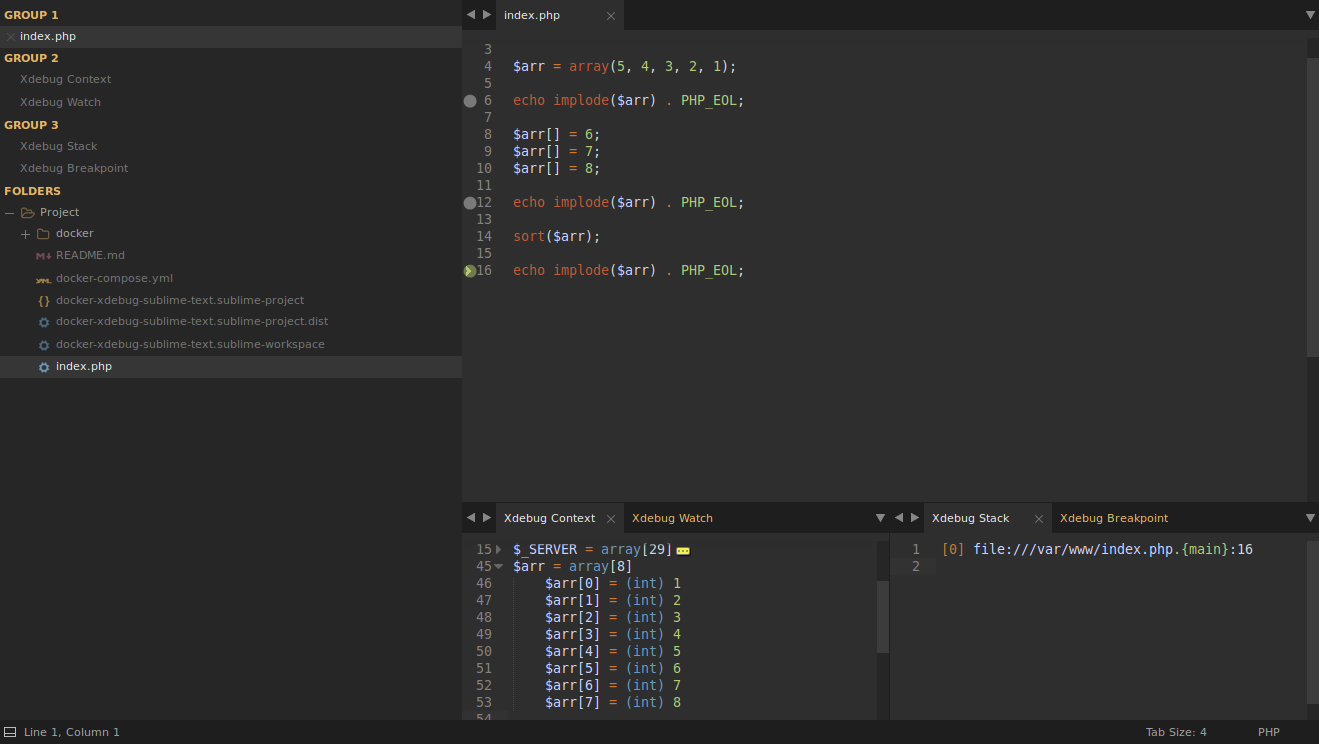 GROUP 1
index.php
GROUP 2
Xdebug Context
Xdebug Watch
GROUP 3
Xdebug Stack
Xdebug Breakpoint
FOLDERS
Project
docker
README.md
docker-compose.yml
docker-xdebug-sublime-text.sublime-project
docker-xdebug-sublime-text.sublime-project.dist
docker-xdebug-sublime-text.sublime-workspace
index.php
index.php
3
4 $arr = array(5, 4, 3, 2, 1);
5
6 echo implode($arr) . PHP_EOL;
7
8 $arr[] = 6;
9 $arr[] = 7;
10 $arr[] = 8;
11
12 echo implode($arr) . PHP_EOL;
13
14 sort($arr);
15
16 echo implode($arr) . PHP_EOL;
Xdebug Context Xdebug Watch
15 $_SERVER = array[29]
45 $arr = array[8]
46 $arr[0] = (int) 1
47 $arr[1] = (int) 2
48 $arr[2] = (int) 3
49 $arr[3] = (int) 4
50 $arr[4] = (int) 5
51 $arr[5] = (int) 6
52 $arr[6] = (int) 7
53 $arr[7] = (int) 8
54
Xdebug Stack Xdebug Breakpoint
1 [0] file:///var/www/index.php.{main}:16
2
Line 1, Column 1 Tab Size: 4 PHP